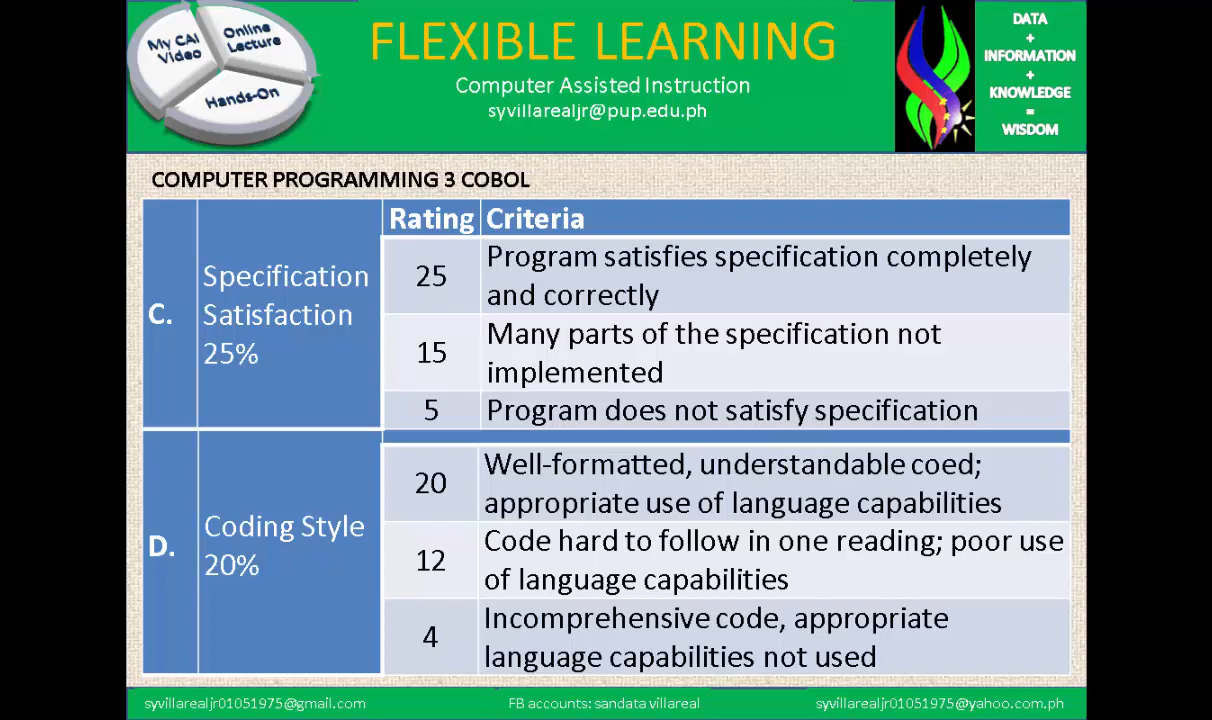 My CAI
Video
Online
Lecture
Hands-On
FLEXIBLE LEARNING
Computer Assisted Instruction
syvillarealjr@pup.edu.ph
DATA
+
INFORMATION
+
KNOWLEDGE
=
WISDOM
COMPUTER PROGRAMMING 3 COBOL
Rating Criteria
C.
Specification
Satisfaction
25%
25
Program satisfies specification completely
and correctly
15
Many parts of the specification not
implemented
5 Program does not satisfy specification
D.
Coding Style
20%
20
Well-formatted, understandable coed;
appropriate use of language capabilities
12
Code hard to follow in one reading; poor use
of language capabilities
4
Incomprehensive code, appropriate
language capabilities not used
syvillarealjr01051975@gmail.com FB accounts: sandata villareal syvillarealjr01051975@yahoo.com.ph